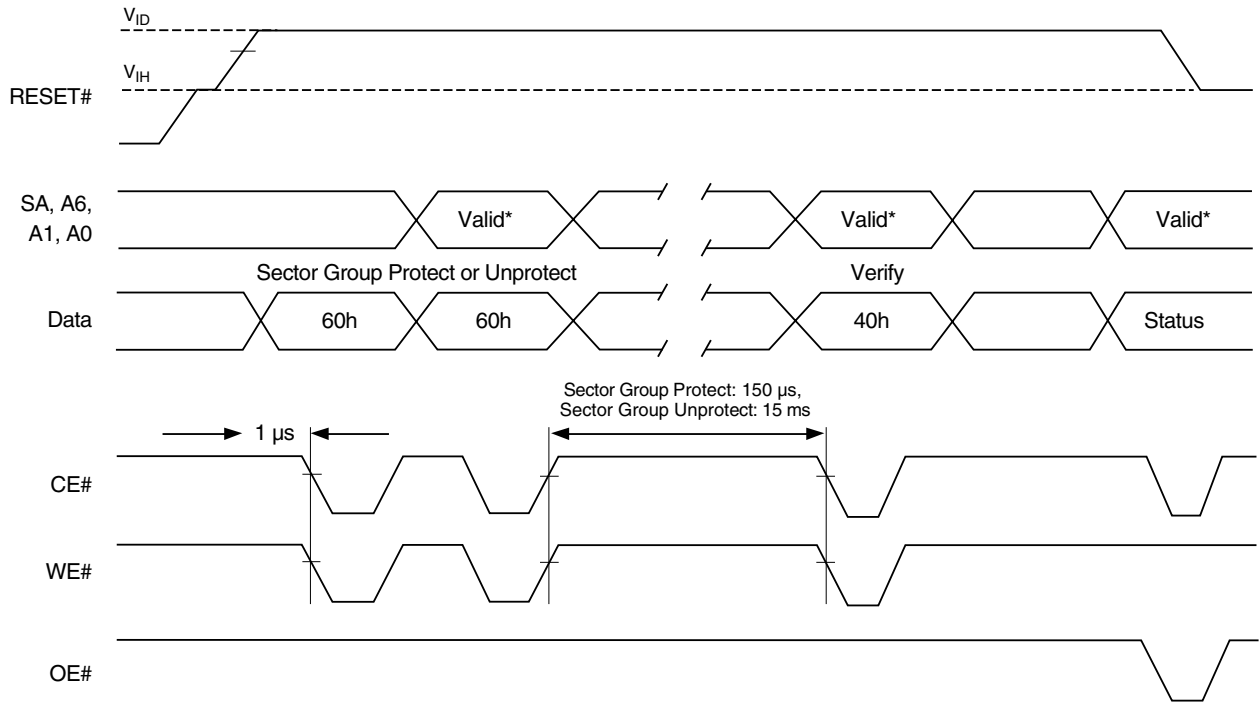 VID
VIH
RESET#
SA, A6,
A1, A0
Valid*
Valid*
Valid*
Sector Group Protect or Unprotect
Verify
Data
60h
60h
40h
Status
Sector Group Protect: 150 µs,
Sector Group Unprotect: 15 ms
1 µs
CE#
WE#
OE#